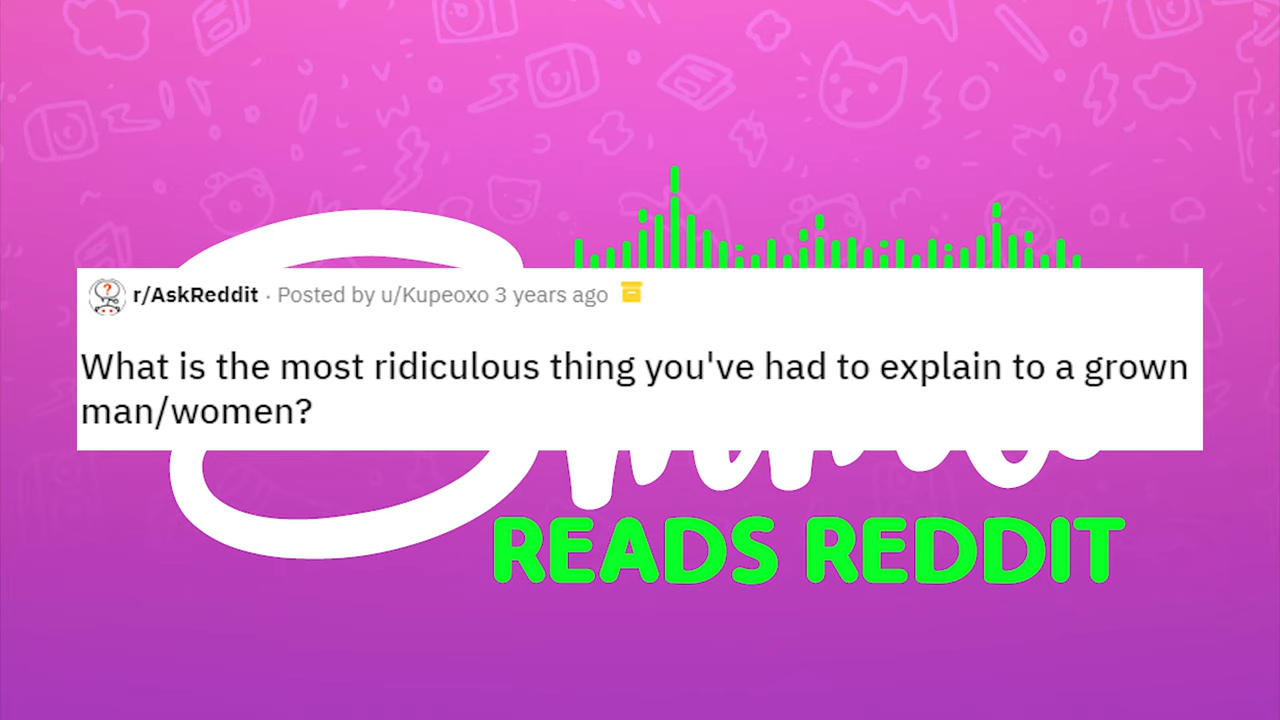 r/AskReddit · Posted by u/Kupeoxo 3 years ago
What is the most ridiculous thing you've had to explain to a grown
man/women?
READS REDDIT